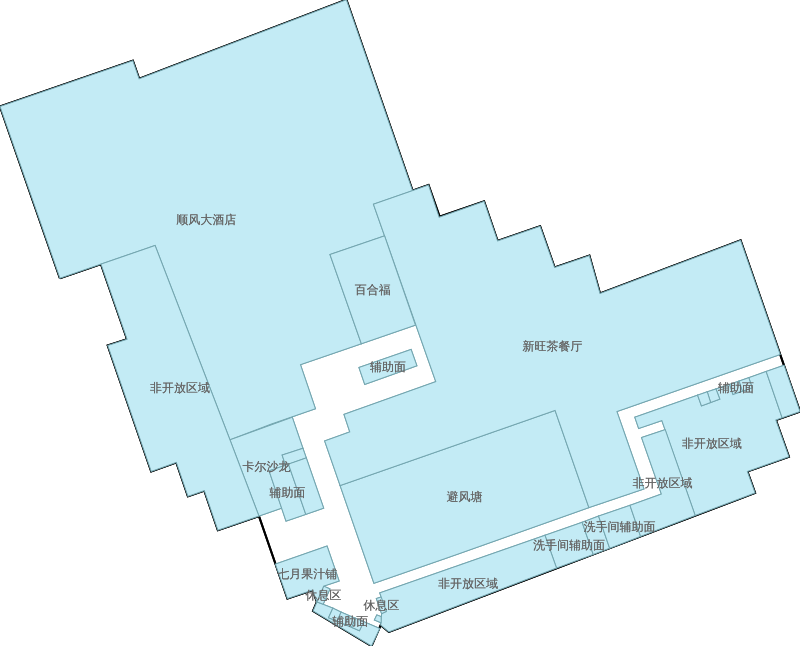 顺风大酒店
百合福
新旺茶餐厅
辅助面
辅助面
非开放区域
非开放区域
卡尔沙龙
非开放区域
辅助面
避风塘
洗手间辅助面
洗手间辅助面
七月果汁铺
非开放区域
休息区
休息区
辅助面